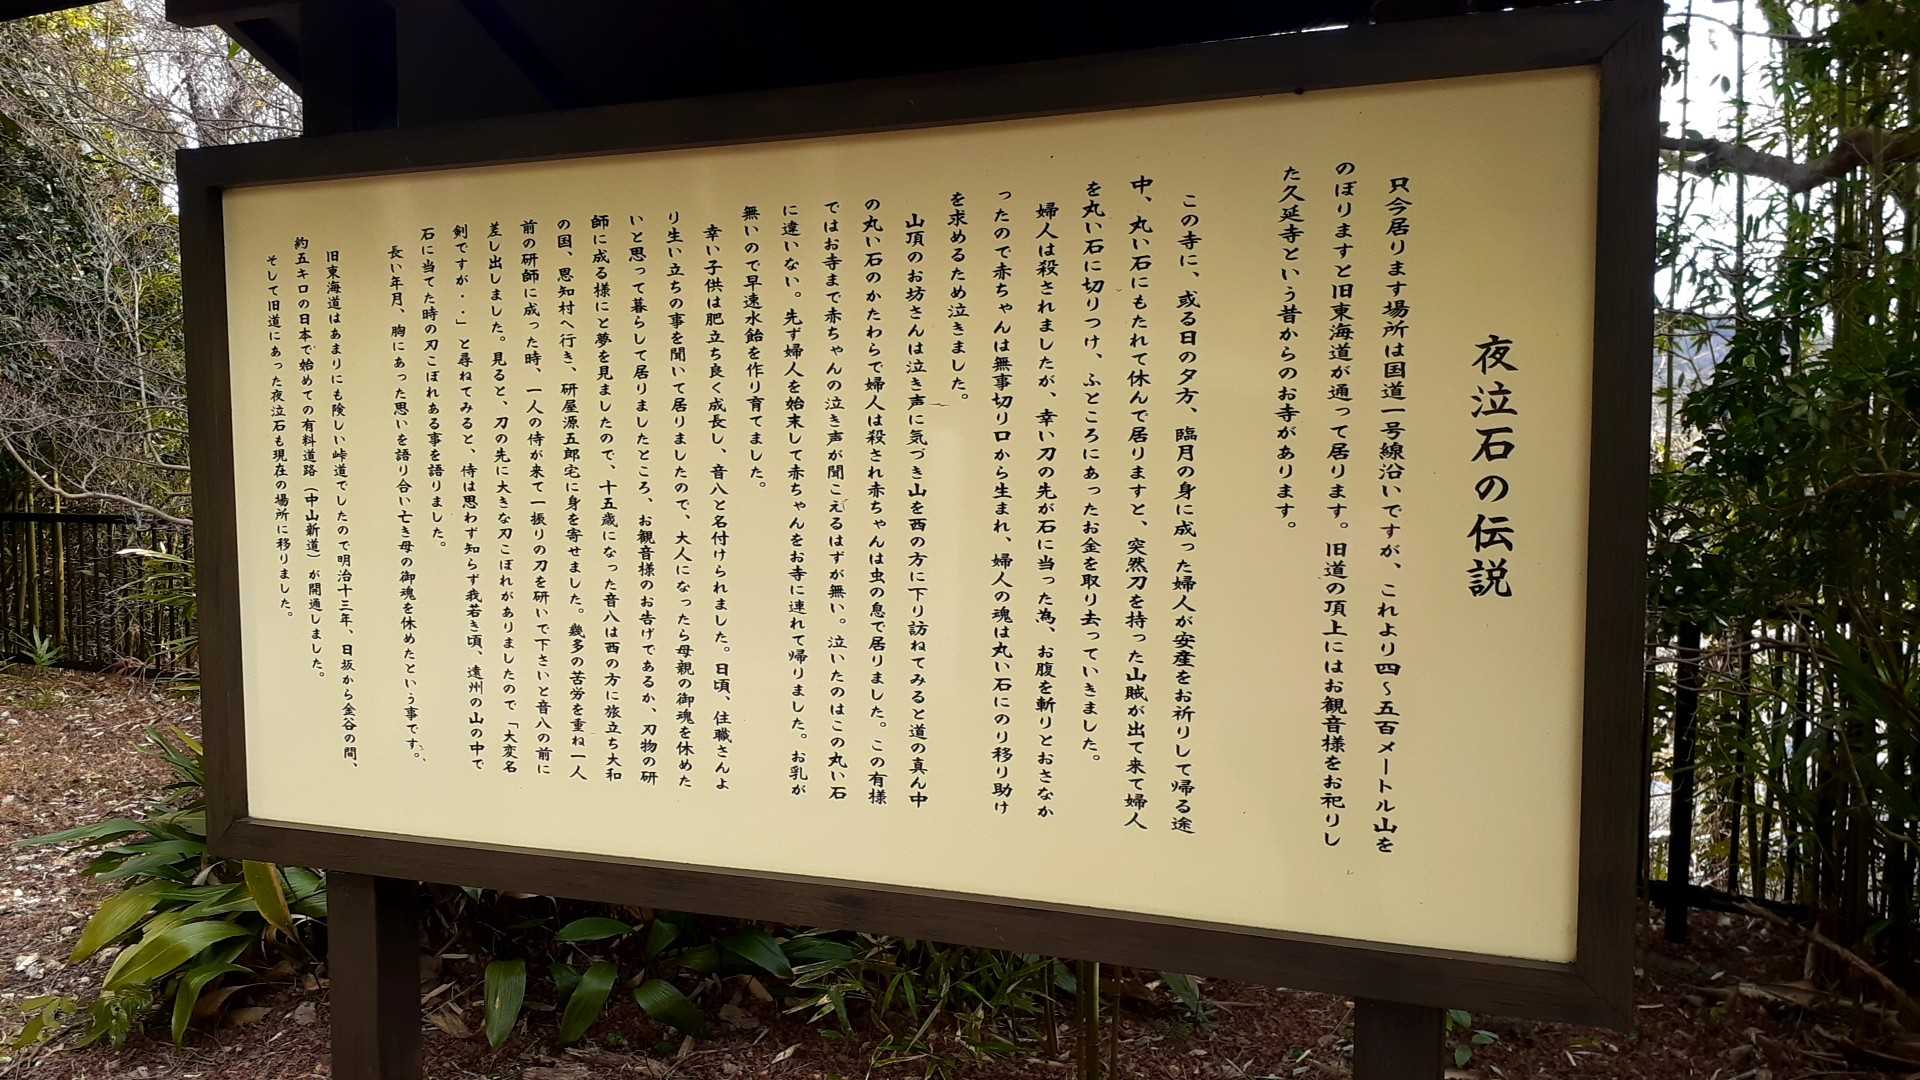 夜泣石の伝説
只今居ります場所は国道一号線沿いですが、これより四～五百メートル山を
のぼりますと旧東海道が通って居ります。旧道の頂上にはお観音様をお祀りし
た久延寺という昔からのお寺があります。
この寺に、或る日の夕方、臨月の身に成った婦人が安産をお祈りして帰る途
中、丸い石にもたれて休んで居りますと、突然刀を持った山賊が出て来て婦人
を丸い石に切りつけ、ふところにあったお金を取り去っていきました。
婦人は殺されましたが、幸い刀の先が石に当った為、お腹を斬りとおさなか
ったので赤ちゃんは無事切り口から生まれ、婦人の魂は丸い石にのり移り助け
を求めるため泣きました。
山頂のお坊さんは泣き声に気づき山を西の方に下り訪ねてみると道の真ん中
の丸い石のかたわらで婦人は殺され赤ちゃんは虫の息で居りました。この有様
ではお寺まで赤ちゃんの泣き声が聞こえるはずが無い。泣いたのはこの丸い石
に違いない。先ず婦人を始末して赤ちゃんをお寺に連れて帰りました。お乳が
無いので早速水飴を作り育てました。
幸い子供は肥立ち良く成長し、音八と名付けられました。日頃、住職さんよ
り生い立ちの事を聞いて居りましたので、大人になったら母親の御魂を休めた
いと思って暮らして居りましたところ、お観音様のお告げであるか、刃物の研
師に成る様にと夢を見ましたので、十五歳になった音八は西の方に旅立ち大和
の国、恩知村へ行き、研屋源五郎宅に身を寄せました。幾多の苦労を重ね一人
前の研師に成った時、一人の侍が来て一振りの刀を研いで下さいと音八の前に
差し出しました。見ると、刀の先に大きな刃こぼれがありましたので「大変名
剣ですが・・」と尋ねてみると、侍は思わず知らず我若き頃、遠州の山の中で
石に当てた時の刃こぼれある事を語りました。
長い年月、胸にあった思いを語り合い亡き母の御魂を休めたという事です。
旧東海道はあまりにも険しい峠道でしたので明治十三年、日坂から金谷の間、
約五キロの日本で始めての有料道路（中山新道）が開通しました。
そして旧道にあった夜泣石も現在の場所に移りました。